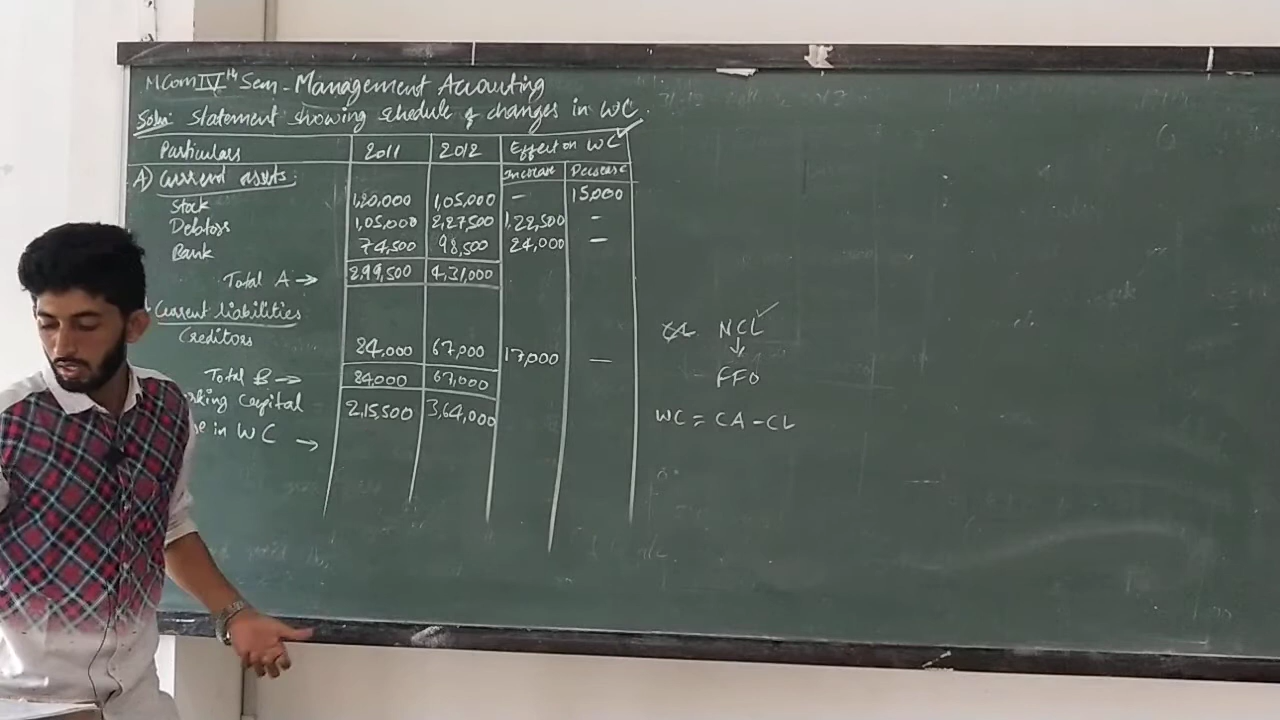 MCom IVth Sem - Management Accounting
Soln: Statement showing schedule of changes in WC.
Particulars 2011 2012 Effect on WC
Increase Decrease
A) Current assets:
Stock 1,20,000 1,05,000 - 15,000
Debtors 1,05,000 2,27,500 1,22,500 -
Bank 74,500 98,500 24,000 -
Total A → 2,99,500 4,31,000
Current liabilities
Creditors 84,000 67,000 17,000 -
Total B → 84,000 67,000
rking capital 2,15,500 3,64,000
se in WC →
NCL ✓
↓
FFO
WC = CA - CL